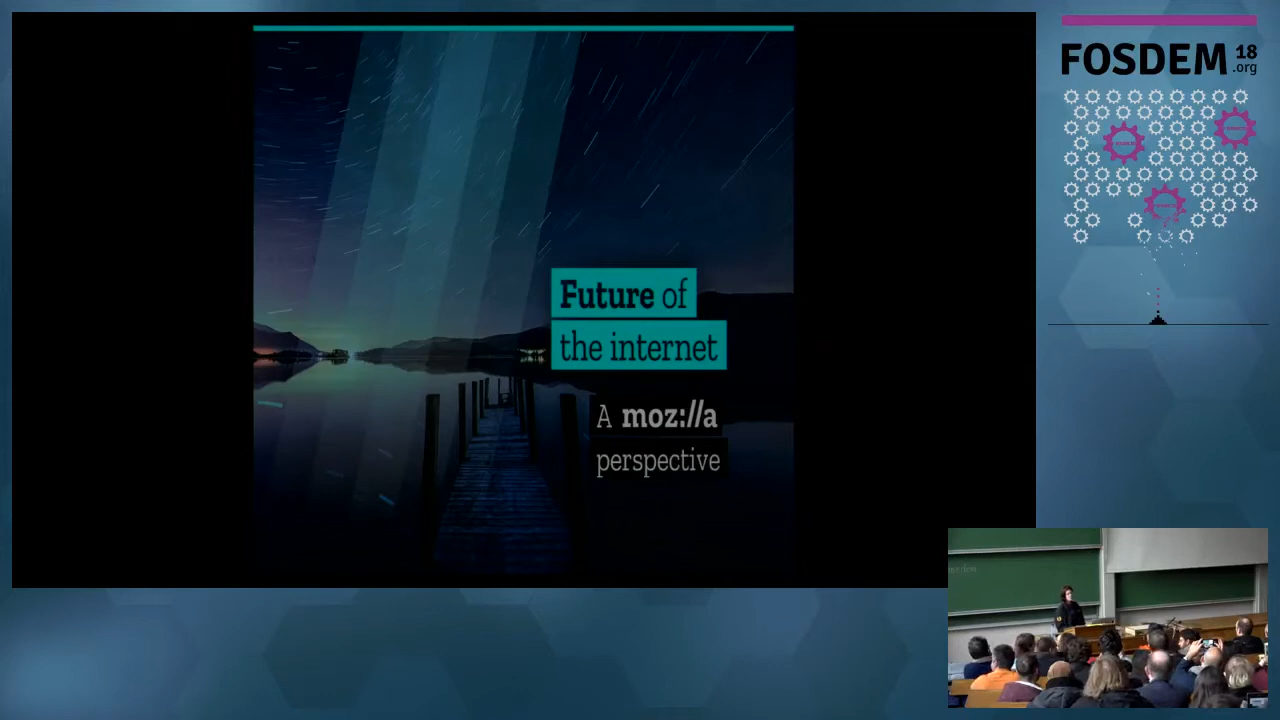 Future of
the internet
A moz://a
perspective
FOSDEM 18
.org